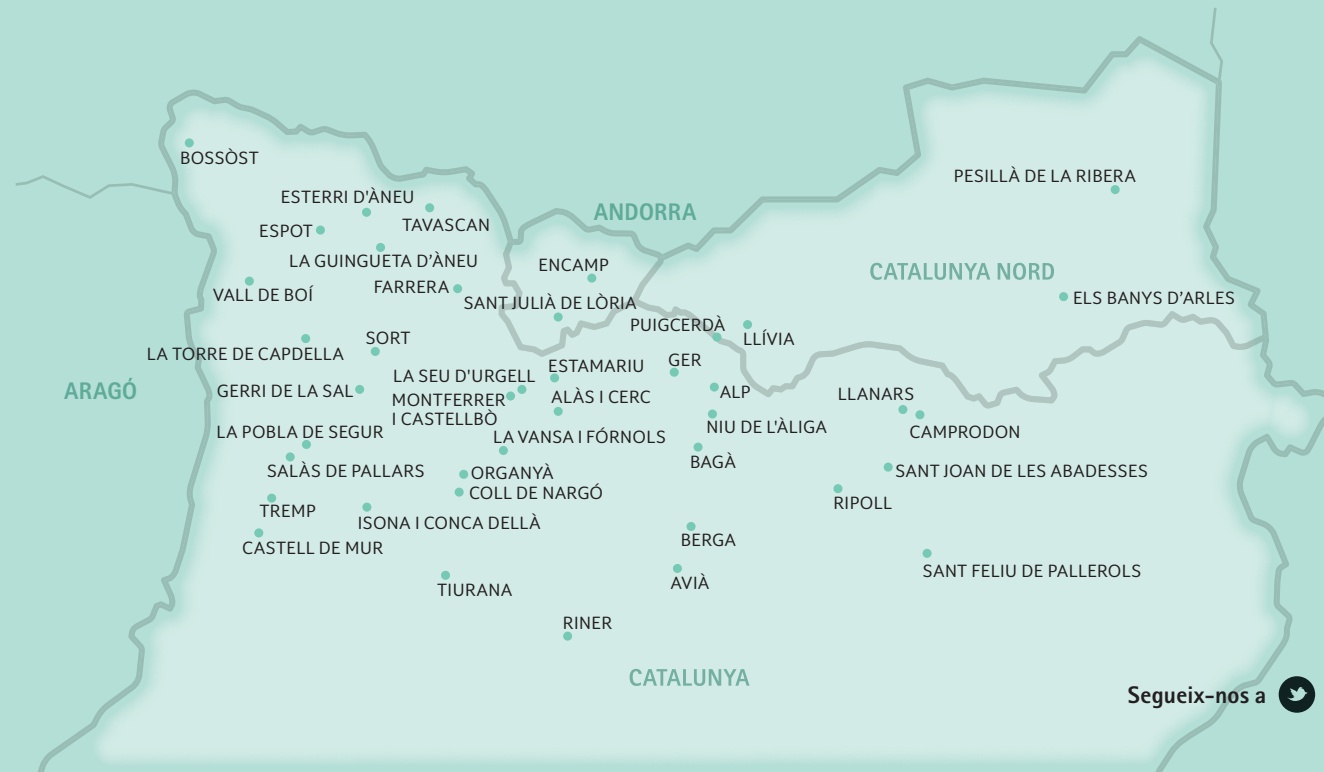 BOSSÒST
PESILLÀ DE LA RIBERA
ESTERRI D'ÀNEU
ANDORRA
TAVASCAN
ESPOT
LA GUINGUETA D’ÀNEU
ENCAMP
CATALUNYA NORD
FARRERA
VALL DE BOÍ
SANT JULIÀ DE LÒRIA
ELS BANYS D’ARLES
PUIGCERDÀ
SORT
LLÍVIA
LA TORRE DE CAPDELLA
GER
ESTAMARIU
LA SEU D'URGELL
ARAGÓ
GERRI DE LA SAL
ALP
LLANARS
MONTFERRER
I CASTELLBÒ
ALÀS I CERC
NIU DE L'ÀLIGA
CAMPRODON
LA POBLA DE SEGUR
LA VANSA I FÓRNOLS
BAGÀ
SALÀS DE PALLARS
ORGANYÀ
SANT JOAN DE LES ABADESSES
COLL DE NARGÓ
RIPOLL
TREMP
ISONA I CONCA DELLÀ
BERGA
CASTELL DE MUR
SANT FELIU DE PALLEROLS
AVIÀ
TIURANA
RINER
CATALUNYA
Segueix-nos a